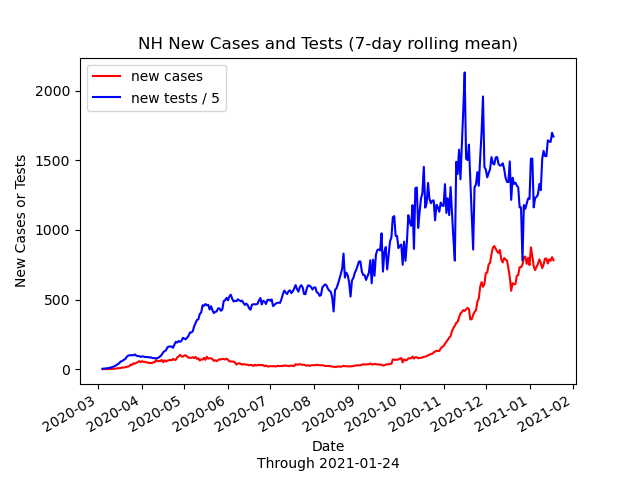 NH New Cases and Tests (7-day rolling mean)
new cases
new tests / 5
New Cases or Tests
2000
1500
1000
500
0
2020-03
2020-04
2020-05
2020-06
2020-07
2020-08
2020-09
2020-10
2020-11
2020-12
2021-01
2021-02
Date
Through 2021-01-24